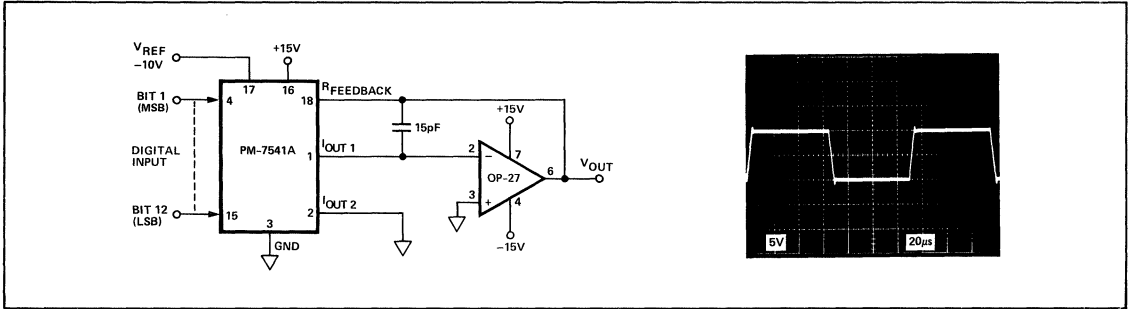 VREF
–10V
+15V
17
16
BIT 1
(MSB)
4
18
RFEEDBACK
15pF
+15V
DIGITAL
INPUT
PM-7541A
1
IOUT 1
2
–
7
OP-27
6
VOUT
3
+
4
–15V
BIT 12
(LSB)
15
2
IOUT 2
3
GND
5V
20μs